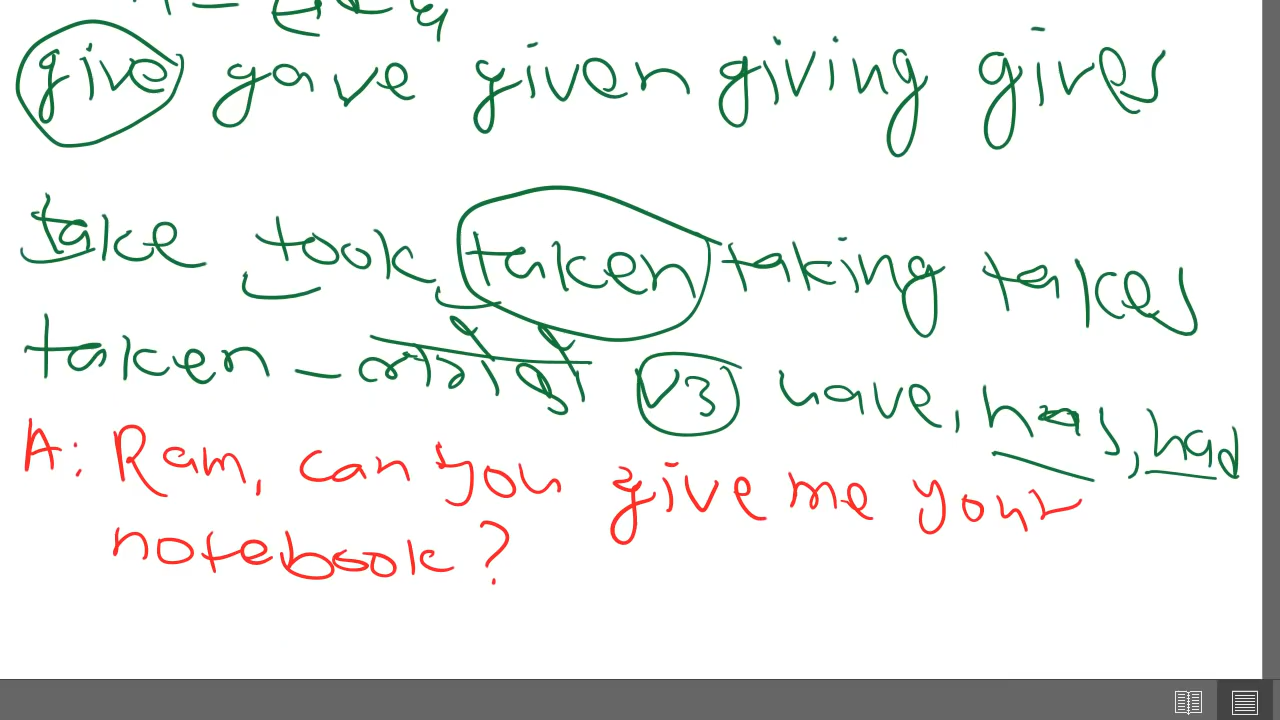 give gave given giving gives
take took taken taking takes
taken – V3 have, has, had
A: Ram, can you give me your
notebook?